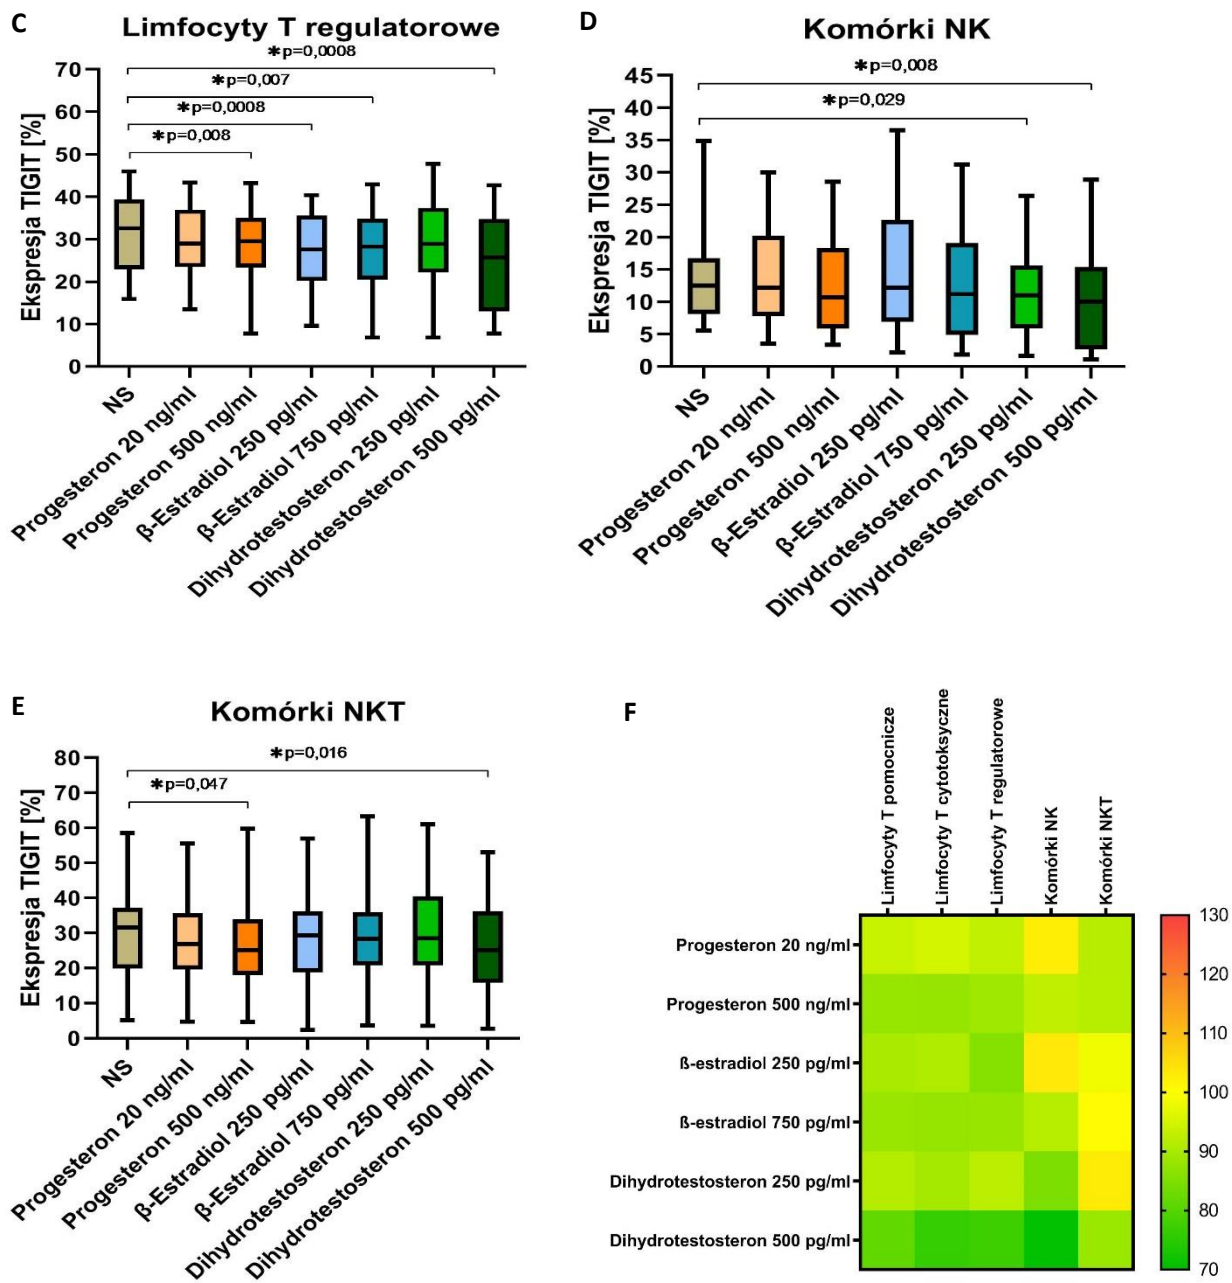 C
Limfocyty T regulatorowe
*p=0,0008
*p=0,007
*p=0,0008
*p=0,008
Ekspresja TIGIT [%]
70
60
50
40
30
20
10
0
NS
Progesteron 20 ng/ml
Progesteron 500 ng/ml
β-Estradiol 250 pg/ml
β-Estradiol 750 pg/ml
Dihydrotestosteron 250 pg/ml
Dihydrotestosteron 500 pg/ml
D
Komórki NK
*p=0,008
*p=0,029
Ekspresja TIGIT [%]
45
40
35
30
25
20
15
10
5
0
NS
Progesteron 20 ng/ml
Progesteron 500 ng/ml
β-Estradiol 250 pg/ml
β-Estradiol 750 pg/ml
Dihydrotestosteron 250 pg/ml
Dihydrotestosteron 500 pg/ml
E
Komórki NKT
*p=0,016
*p=0,047
Ekspresja TIGIT [%]
80
70
60
50
40
30
20
10
0
NS
Progesteron 20 ng/ml
Progesteron 500 ng/ml
β-Estradiol 250 pg/ml
β-Estradiol 750 pg/ml
Dihydrotestosteron 250 pg/ml
Dihydrotestosteron 500 pg/ml
F
Limfocyty T pomocnicze
Limfocyty T cytotoksyczne
Limfocyty T regulatorowe
Komórki NK
Komórki NKT
Progesteron 20 ng/ml
Progesteron 500 ng/ml
ß-estradiol 250 pg/ml
ß-estradiol 750 pg/ml
Dihydrotestosteron 250 pg/ml
Dihydrotestosteron 500 pg/ml
130
120
110
100
90
80
70